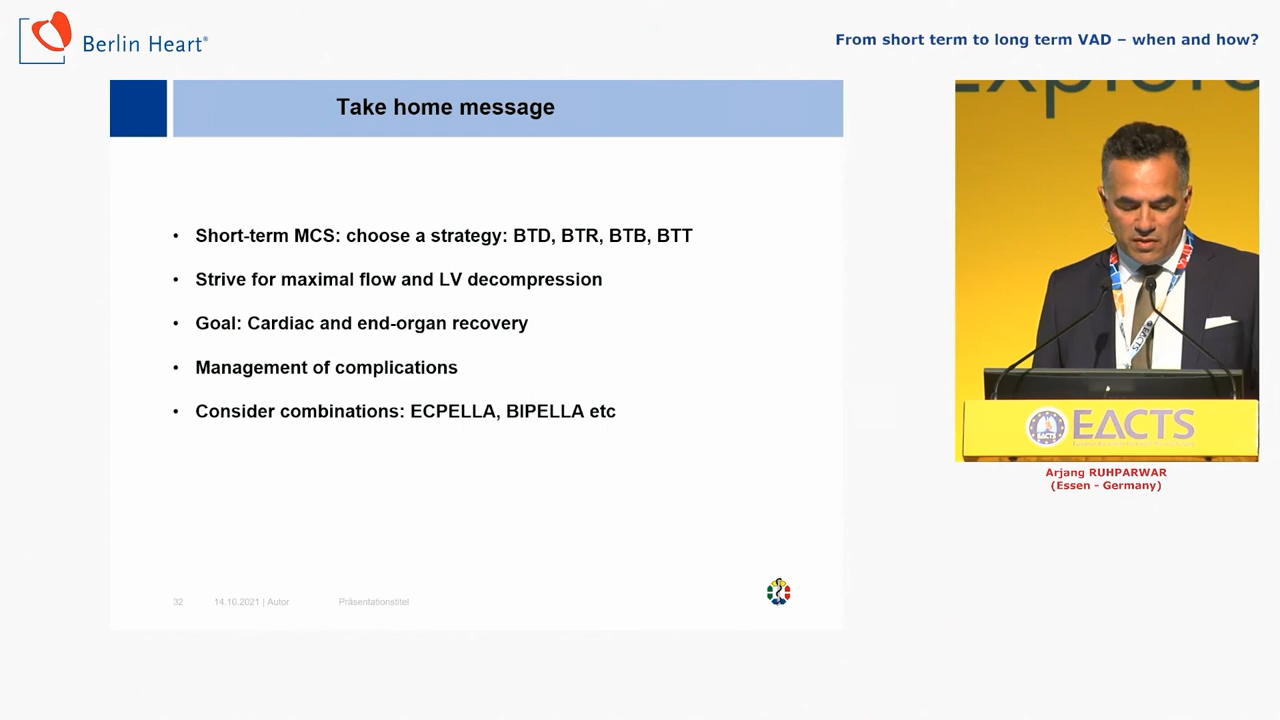 Berlin Heart®
From short term to long term VAD – when and how?
Take home message
• Short-term MCS: choose a strategy: BTD, BTR, BTB, BTT
• Strive for maximal flow and LV decompression
• Goal: Cardiac and end-organ recovery
• Management of complications
• Consider combinations: ECPELLA, BIPELLA etc
32 14.10.2021 | Autor Präsentationstitel
EACTS
EACTS
EACTS
Arjang RUHPARWAR
(Essen - Germany)